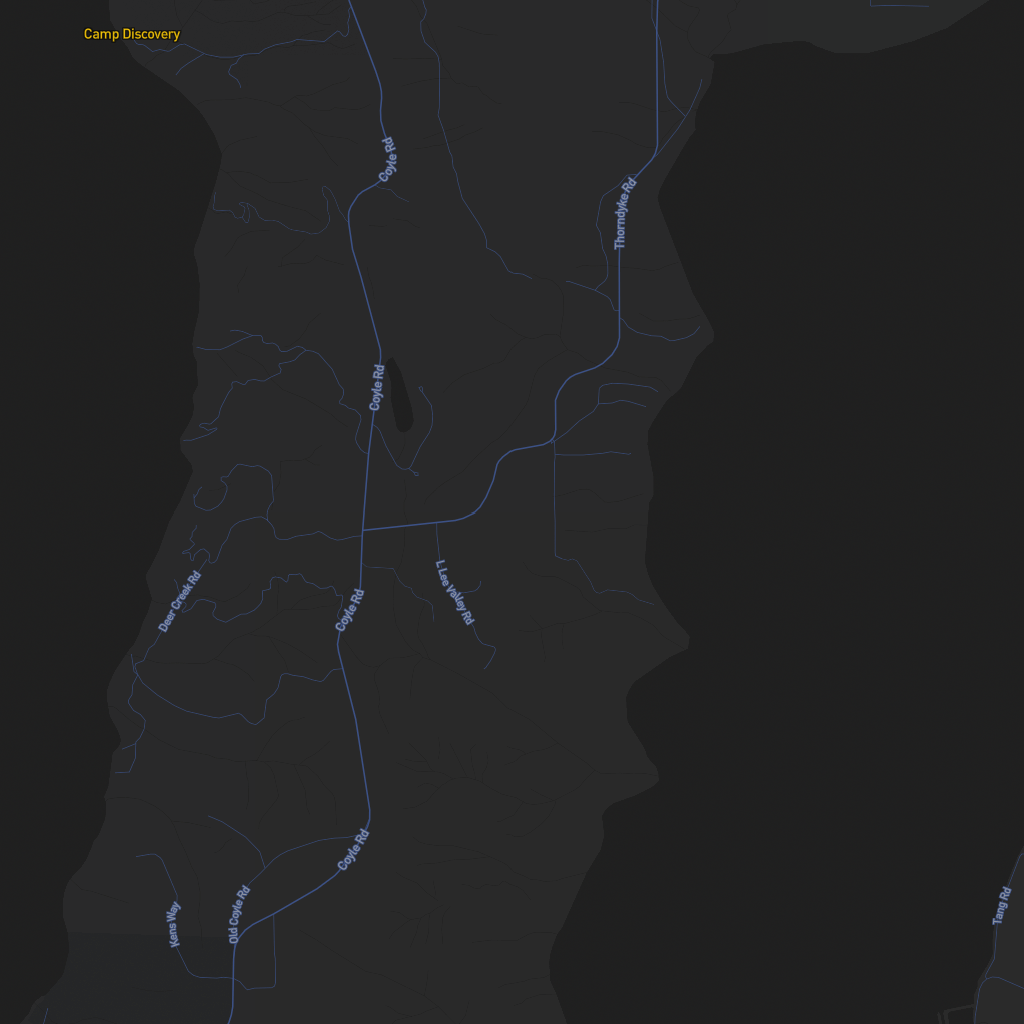 Camp Discovery
Coyle Rd
Thorndyke Rd
Coyle Rd
L Lee Valley Rd
Deer Creek Rd
Coyle Rd
Coyle Rd
Kens Way
Old Coyle Rd
Tang Rd